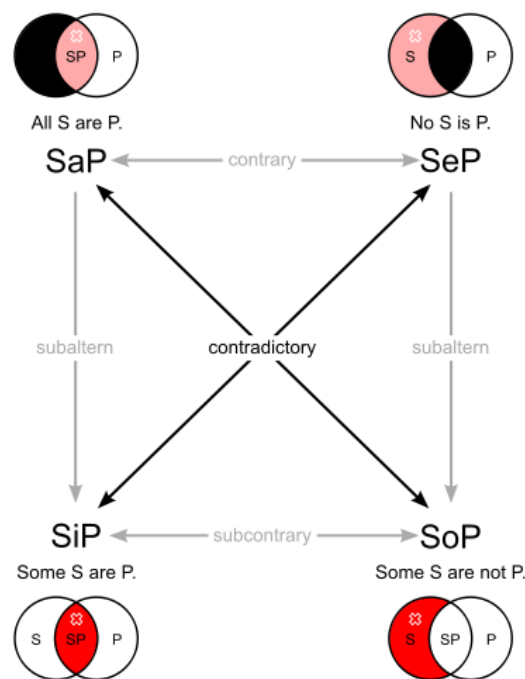 SP P
S P
All S are P.
No S is P.
SaP contrary SeP
subaltern contradictory subaltern
SiP subcontrary SoP
Some S are P.
Some S are not P.
S SP P
S SP P